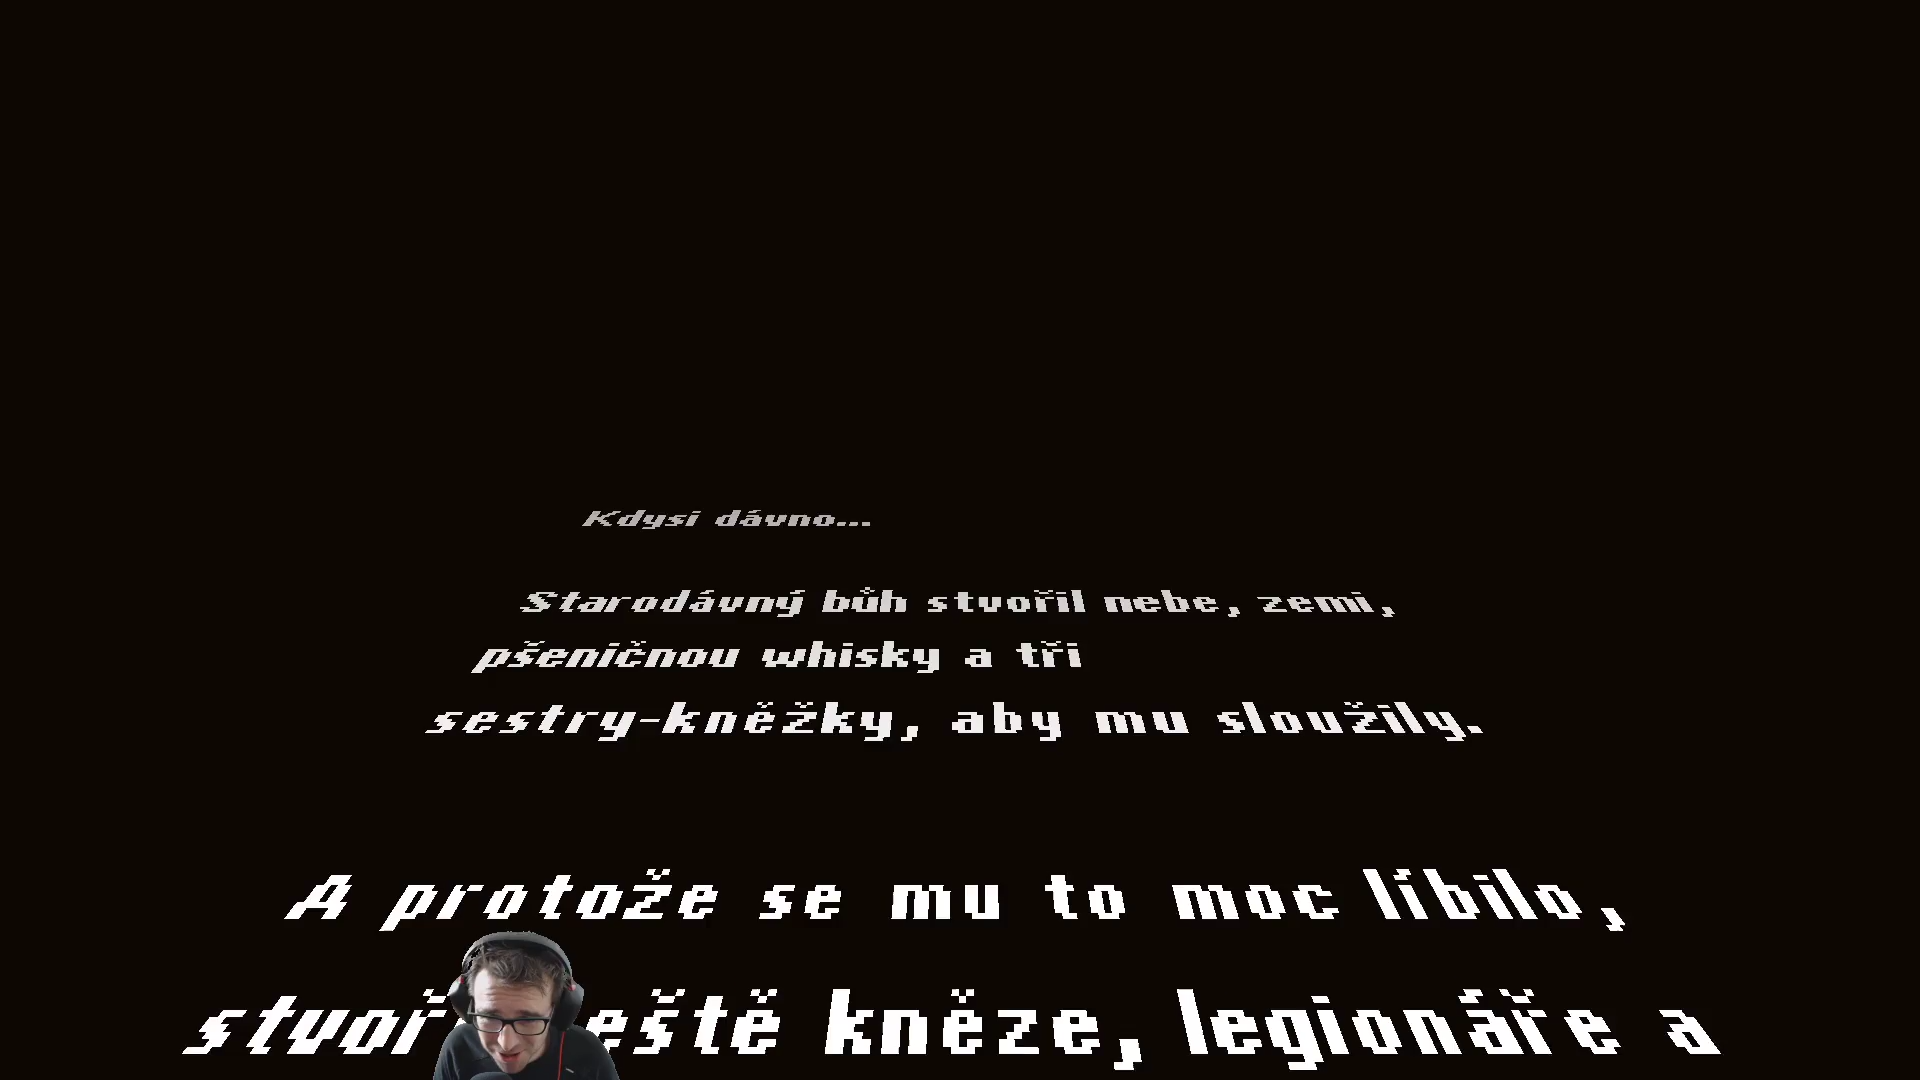 Kdysi dávno...
Starodávný bůh stvořil nebe, zemi,
pšeničnou whisky a tři
sestry-kněžky, aby mu sloužily.
A protože se mu to moc líbilo,
kněze, legionáře a